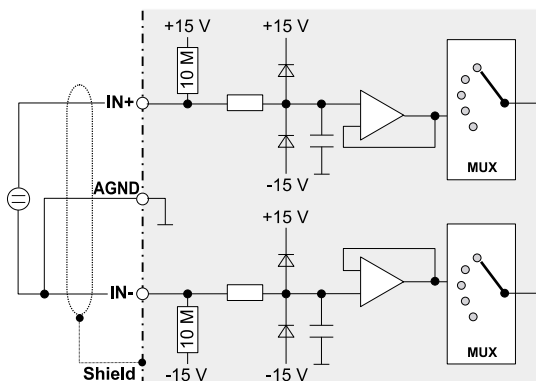 +15 V
+15 V
10 M
IN+
MUX
-15 V
AGND
+15 V
IN-
10 M
MUX
Shield
-15 V
-15 V